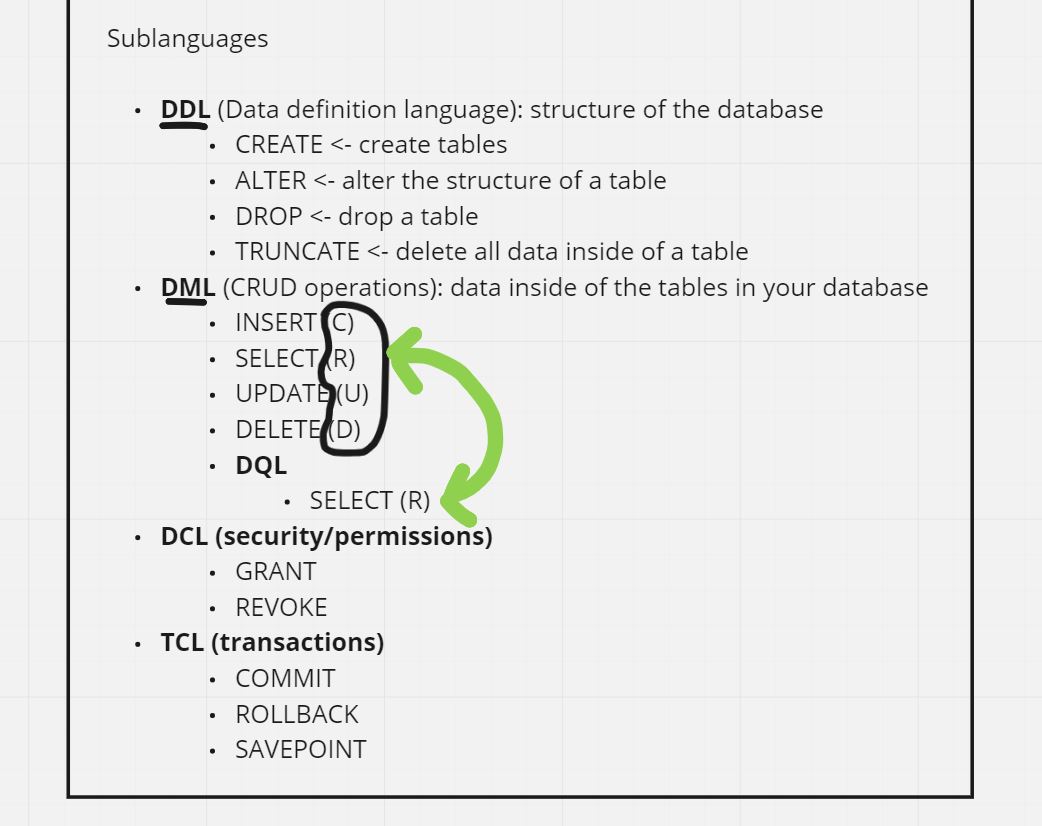 Sublanguages
• DDL (Data definition language): structure of the database
• CREATE <- create tables
• ALTER <- alter the structure of a table
• DROP <- drop a table
• TRUNCATE <- delete all data inside of a table
• DML (CRUD operations): data inside of the tables in your database
• INSERT (C)
• SELECT (R)
• UPDATE (U)
• DELETE (D)
• DQL
• SELECT (R)
• DCL (security/permissions)
• GRANT
• REVOKE
• TCL (transactions)
• COMMIT
• ROLLBACK
• SAVEPOINT